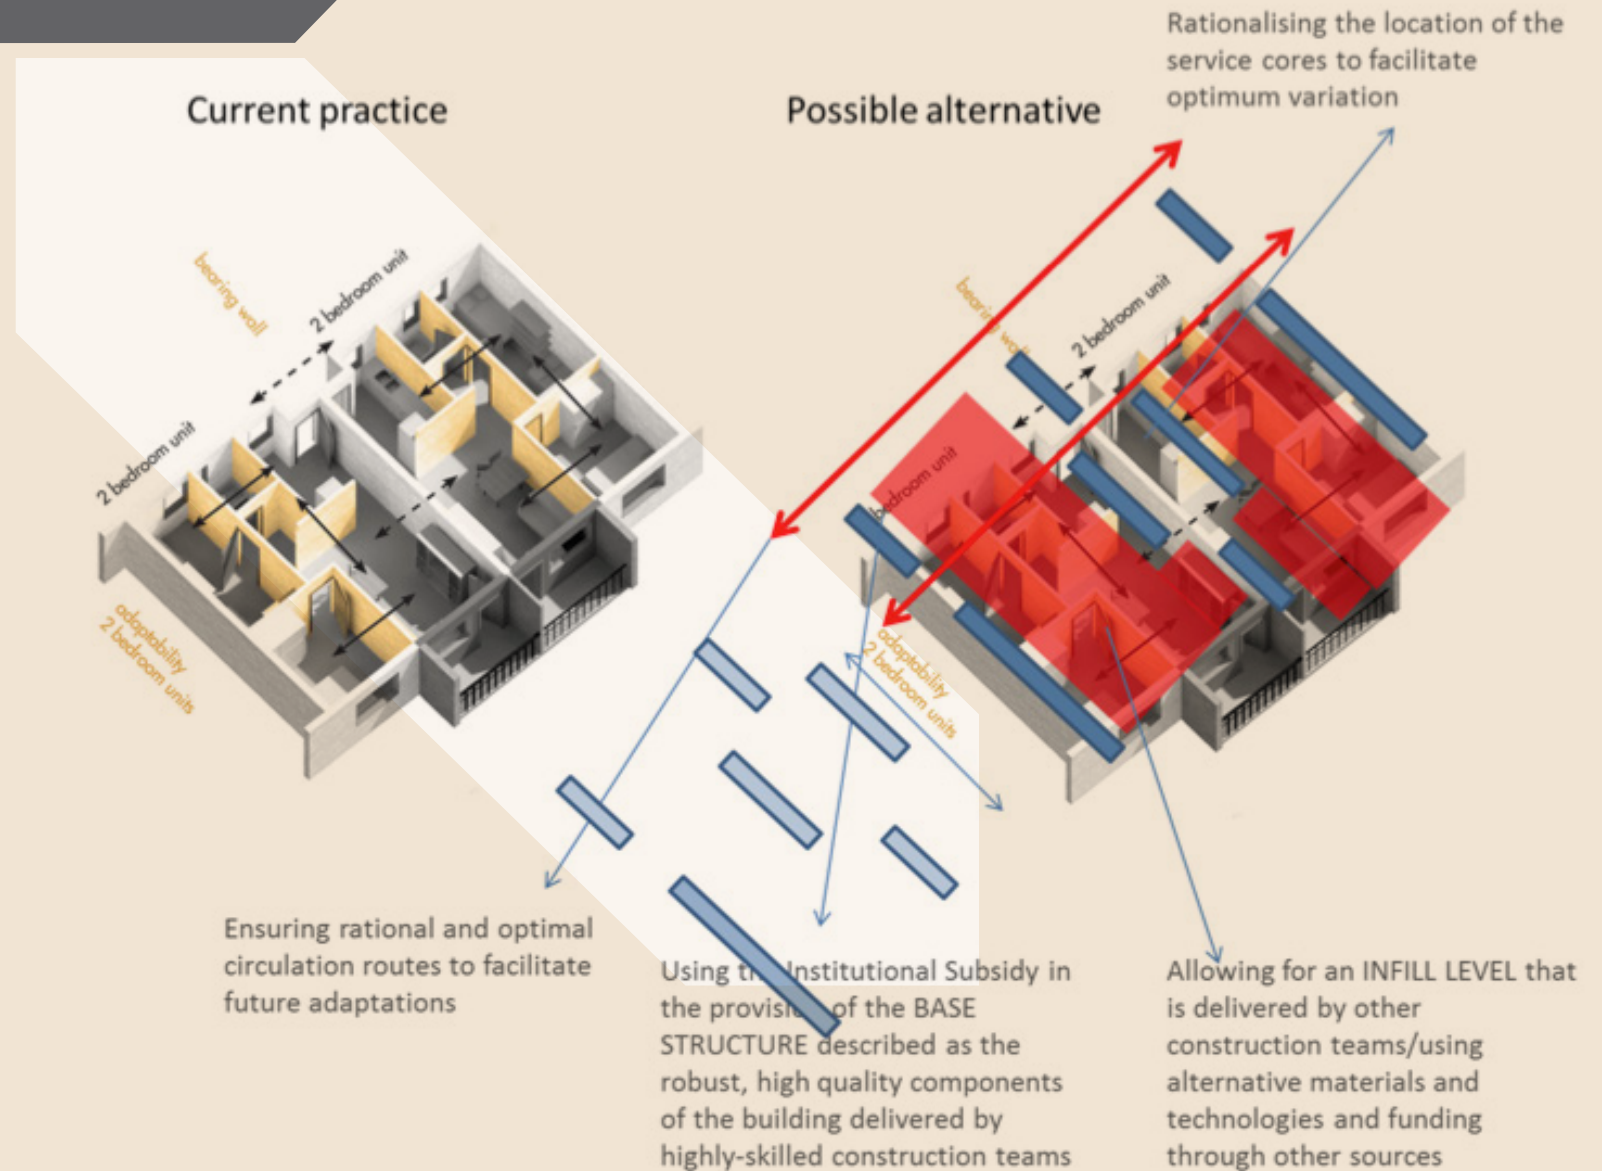 Rationalising the location of the
service cores to facilitate
optimum variation
Current practice
Possible alternative
bearing wall
2 bedroom unit
2 bedroom unit
adaptability
2 bedroom units
bearing wall
2 bedroom unit
bedroom unit
adaptability
2 bedroom units
Ensuring rational and optimal
circulation routes to facilitate
future adaptations
Using the Institutional Subsidy in
the provision of the BASE
STRUCTURE described as the
robust, high quality components
of the building delivered by
highly-skilled construction teams
Allowing for an INFILL LEVEL that
is delivered by other
construction teams/using
alternative materials and
technologies and funding
through other sources